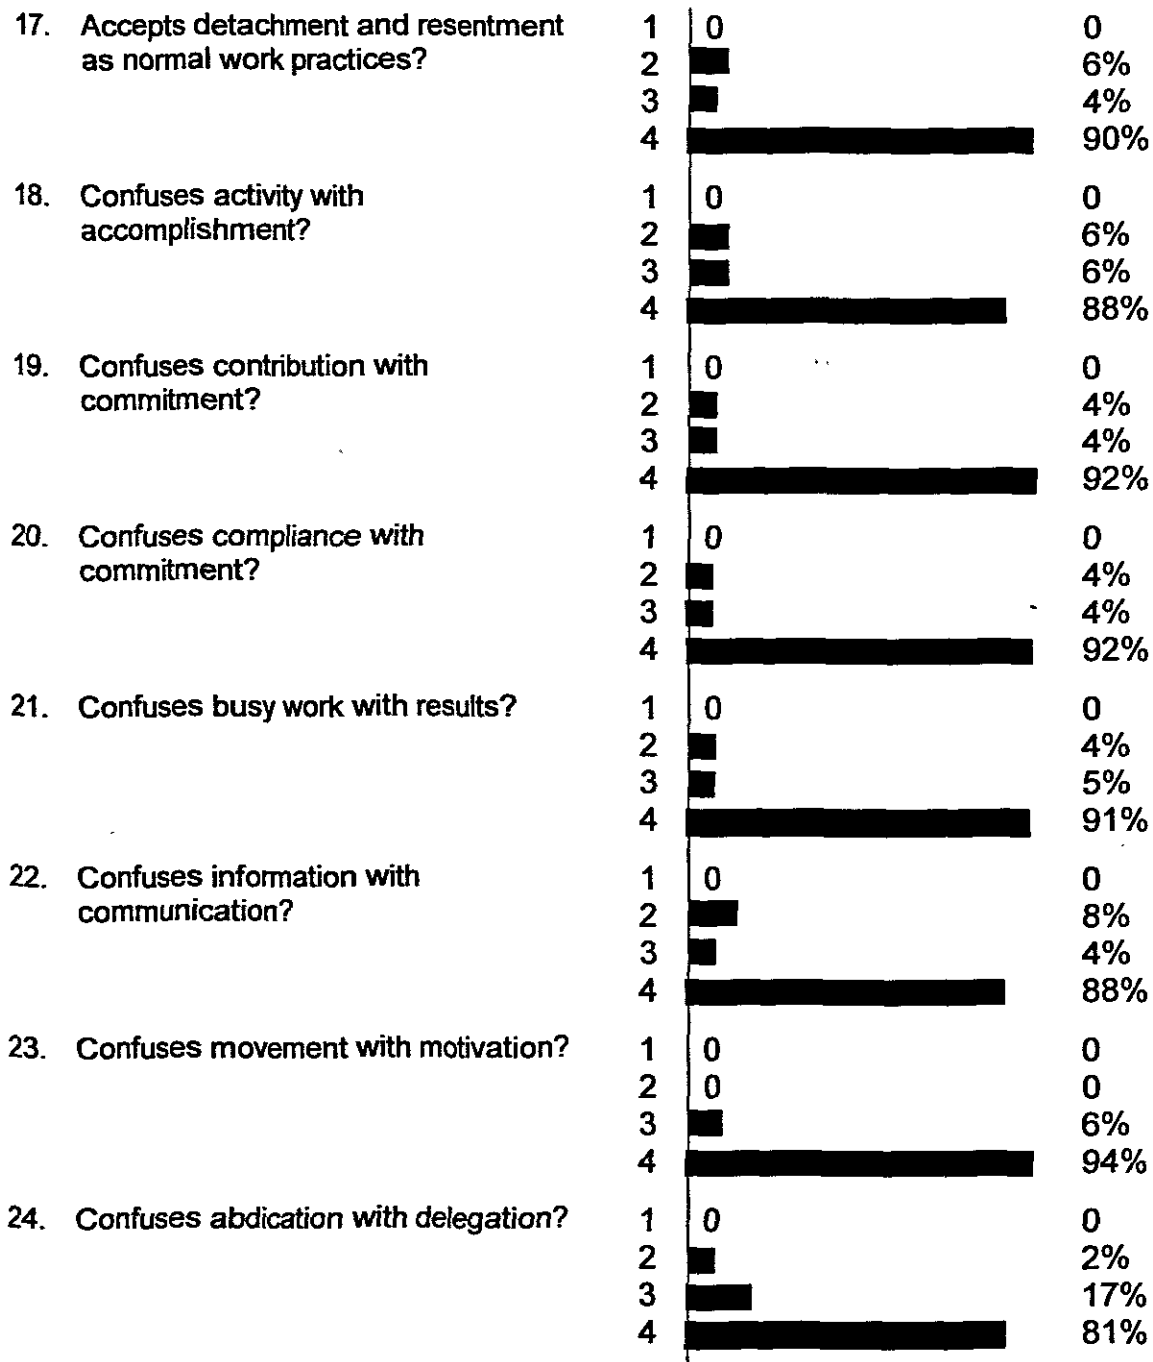 17. Accepts detachment and resentment 1 0 0
as normal work practices? 2 6%
3 4%
4 90%
18. Confuses activity with 1 0 0
accomplishment? 2 6%
3 6%
4 88%
19. Confuses contribution with 1 0 0
commitment? 2 4%
3 4%
4 92%
20. Confuses compliance with 1 0 0
commitment? 2 4%
3 4%
4 92%
21. Confuses busy work with results? 1 0 0
2 4%
3 5%
4 91%
22. Confuses information with 1 0 0
communication? 2 8%
3 4%
4 88%
23. Confuses movement with motivation? 1 0 0
2 0 0
3 6%
4 94%
24. Confuses abdication with delegation? 1 0 0
2 2%
3 17%
4 81%